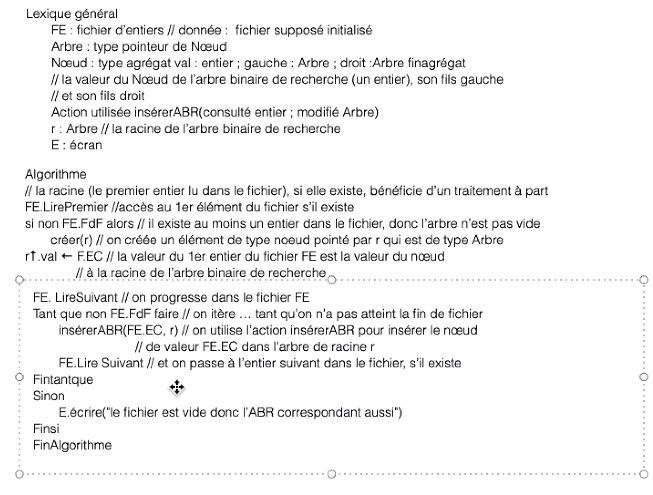 Lexique général
FE : fichier d'entiers // donnée : fichier supposé initialisé
Arbre : type pointeur de Nœud
Nœud : type agrégat val : entier ; gauche : Arbre ; droit :Arbre finagrégat
// la valeur du Nœud de l'arbre binaire de recherche (un entier), son fils gauche
// et son fils droit
Action utilisée insérerABR(consulté entier ; modifié Arbre)
r : Arbre // la racine de l'arbre binaire de recherche
E : écran
Algorithme
// la racine (le premier entier lu dans le fichier), si elle existe, bénéficie d'un traitement à part
FE.LirePremier //accès au 1er élément du fichier s'il existe
si non FE.FdF alors // il existe au moins un entier dans le fichier, donc l'arbre n'est pas vide
créer(r) // on créée un élément de type noeud pointé par r qui est de type Arbre
r↑.val ← F.EC // la valeur du 1er entier du fichier FE est la valeur du nœud
// à la racine de l'arbre binaire de recherche
FE. LireSuivant // on progresse dans le fichier FE
Tant que non FE.FdF faire // on itère … tant qu'on n'a pas atteint la fin de fichier
insérerABR(FE.EC, r) // on utilise l'action insérerABR pour insérer le nœud
// de valeur FE.EC dans l'arbre de racine r
FE.Lire Suivant // et on passe à l'entier suivant dans le fichier, s'il existe
Fintantque
Sinon
E.écrire("le fichier est vide donc l'ABR correspondant aussi")
Finsi
FinAlgorithme